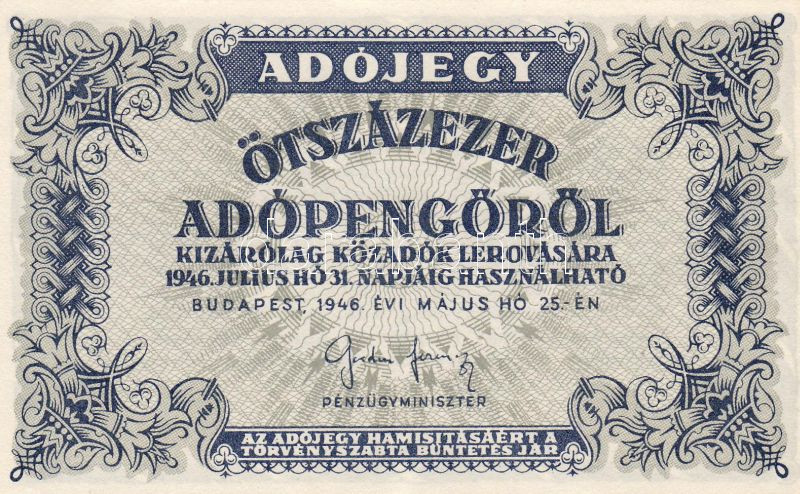 ADÓJEGY
ÖTSZÁZEZER
ADÓPENGŐRŐL
KIZÁRÓLAG KÖZADÓK LEROVÁSÁRA
1946. JULIUS HÓ 31. NAPJÁIG HASZNÁLHATÓ
BUDAPEST, 1946. ÉVI MÁJUS HÓ 25.-ÉN
PÉNZÜGYMINISZTER
AZ ADÓJEGY HAMISITÁSÁÉRT A
TÖRVÉNYSZABTA BÜNTETÉS JÁR